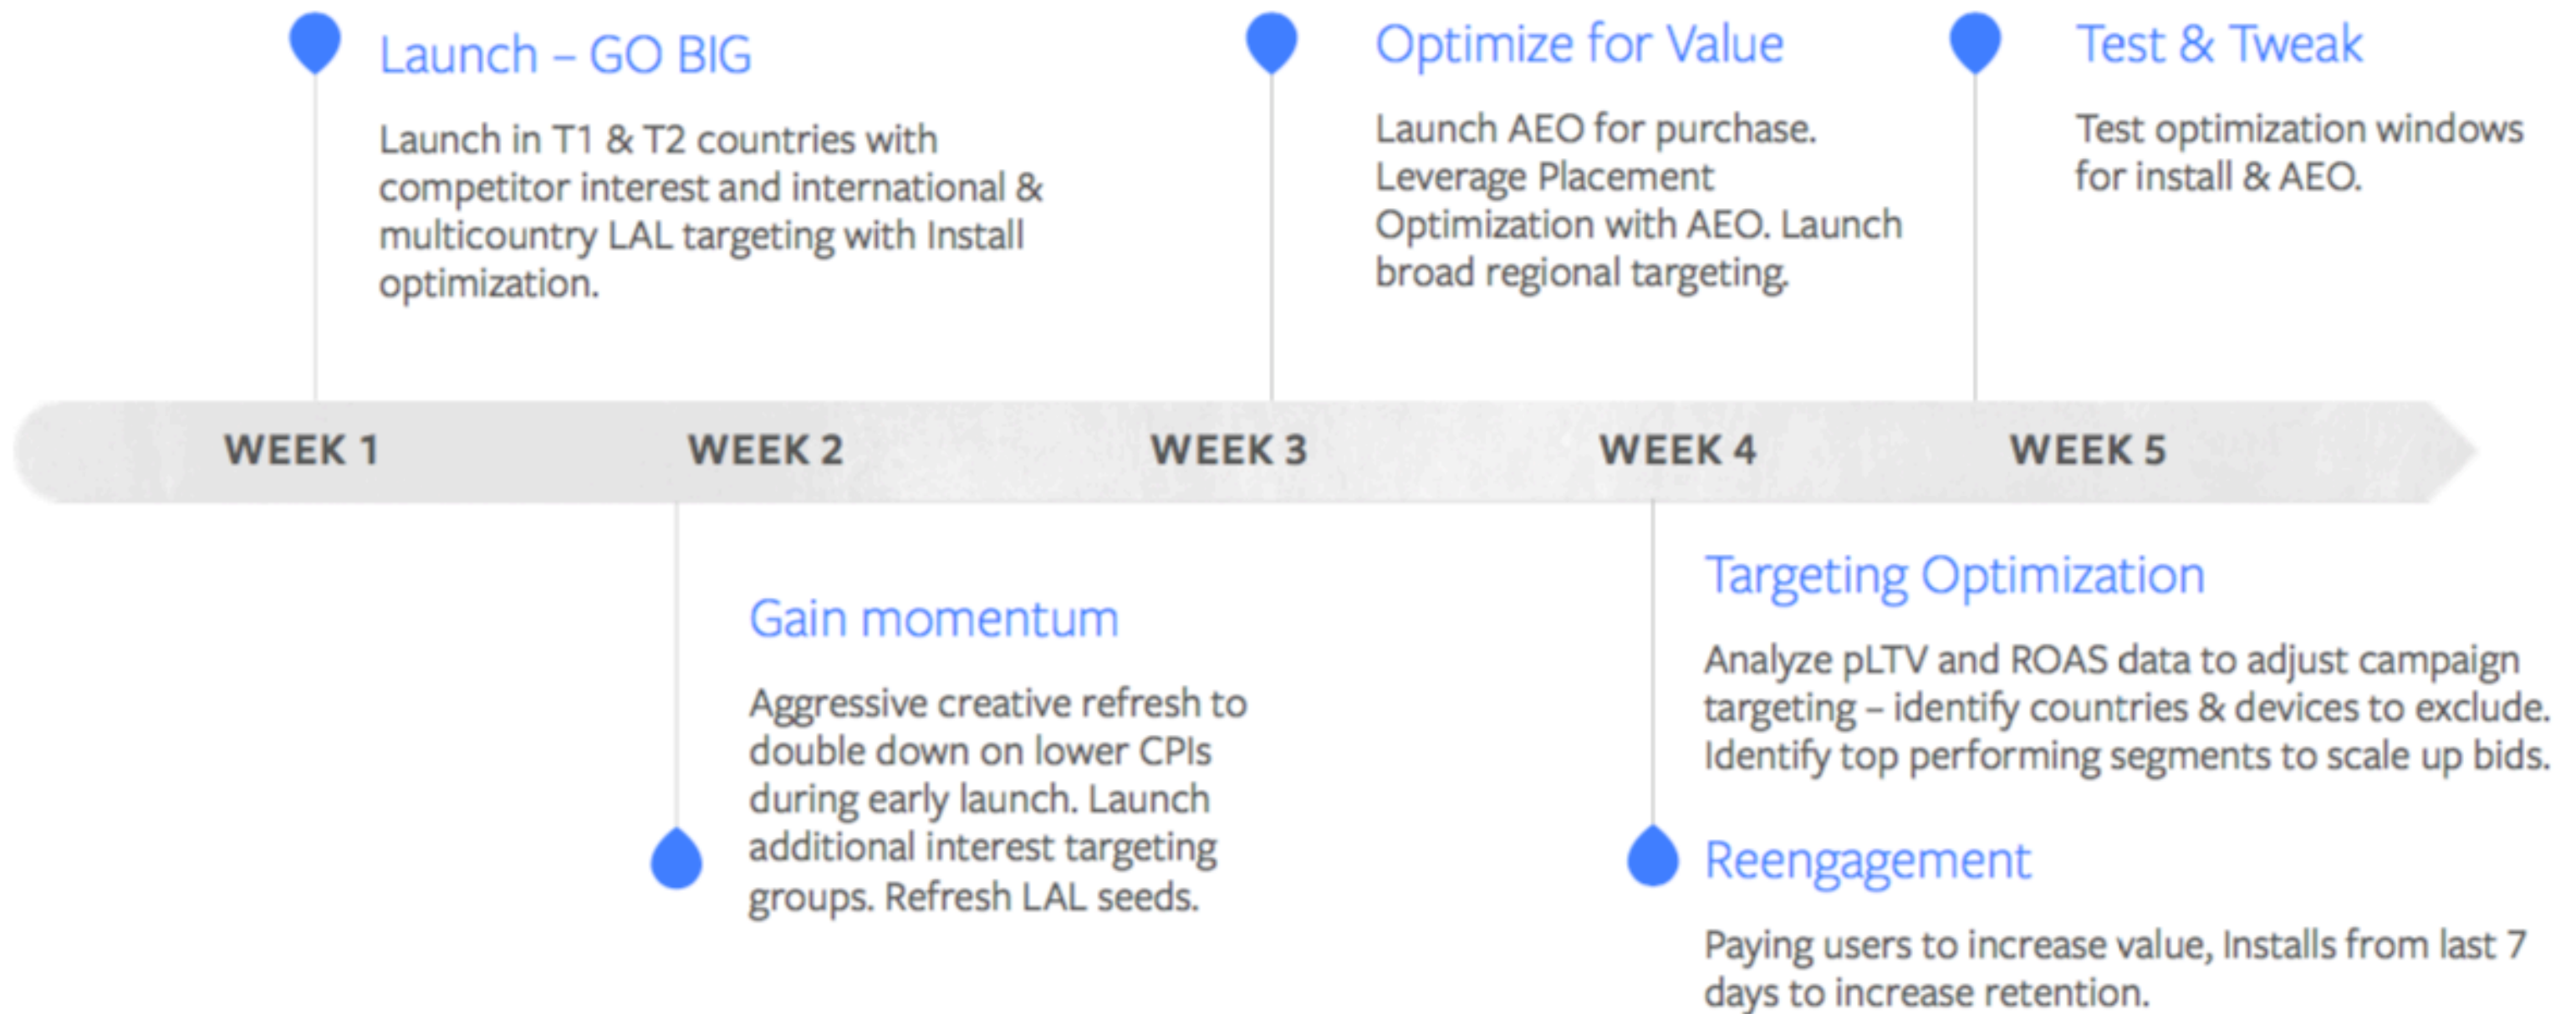 Launch – GO BIG
Launch in T1 & T2 countries with
competitor interest and international &
multicountry LAL targeting with Install
optimization.
Optimize for Value
Launch AEO for purchase.
Leverage Placement
Optimization with AEO. Launch
broad regional targeting.
Test & Tweak
Test optimization windows
for install & AEO.
WEEK 1
WEEK 2
WEEK 3
WEEK 4
WEEK 5
Gain momentum
Aggressive creative refresh to
double down on lower CPIs
during early launch. Launch
additional interest targeting
groups. Refresh LAL seeds.
Targeting Optimization
Analyze pLTV and ROAS data to adjust campaign
targeting – identify countries & devices to exclude.
Identify top performing segments to scale up bids.
Reengagement
Paying users to increase value, Installs from last 7
days to increase retention.